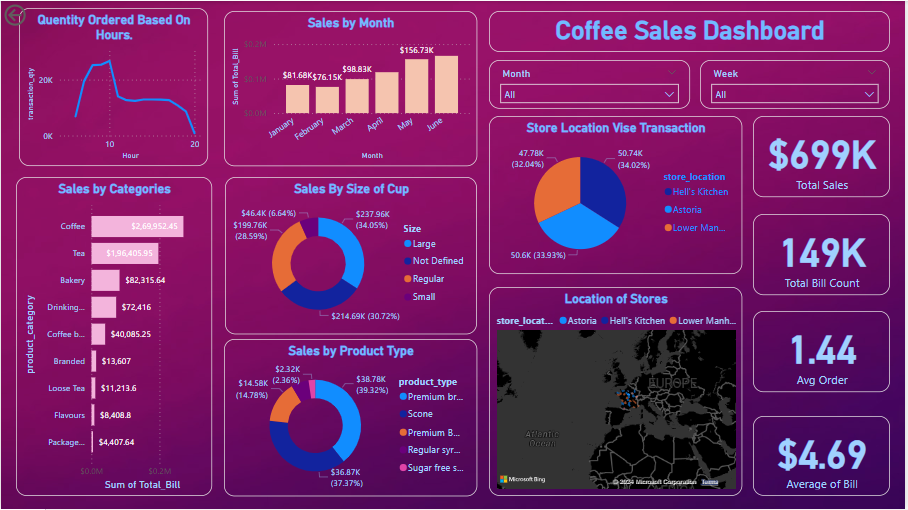 Quentity Ordered Based On
Hours.
transaction_qty
20K
0K
10
20
Hour
Sales by Month
Sum of Total_Bill
$0.2M
$0.1M
$0.0M
$81.68K
$76.15K
$98.83K
$156.73K
January
February
March
April
May
June
Month
Coffee Sales Dashboard
Month
All
Week
All
Sales by Categories
product_category
Coffee
$2,69,952.45
Tea
$1,96,405.95
Bakery
$82,315.64
Drinking...
$72,416
Coffee b...
$40,085.25
Branded
$13,607
Loose Tea
$11,213.6
Flavours
$8,408.8
Package...
$4,407.64
$0.0M
$0.2M
Sum of Total_Bill
Sales By Size of Cup
$46.4K (6.64%)
$199.76K
(28.59%)
$237.96K
(34.05%)
$214.69K (30.72%)
Size
Large
Not Defined
Regular
Small
Sales by Product Type
$2.32K
(2.36%)
$14.58K
(14.78%)
$38.78K
(39.32%)
$36.87K
(37.37%)
product_type
Premium br...
Scone
Premium B...
Regular syr...
Sugar free s...
Store Location Vise Transaction
47.78K
(32.04%)
50.74K
(34.02%)
50.6K (33.93%)
store_location
Hell's Kitchen
Astoria
Lower Man...
Location of Stores
store_locat...
Astoria
Hell's Kitchen
Lower Manh...
EUROPE
Atlantic
Ocean
Microsoft Bing
© 2024 Microsoft Corporation
Terms
$699K
Total Sales
149K
Total Bill Count
1.44
Avg Order
$4.69
Average of Bill